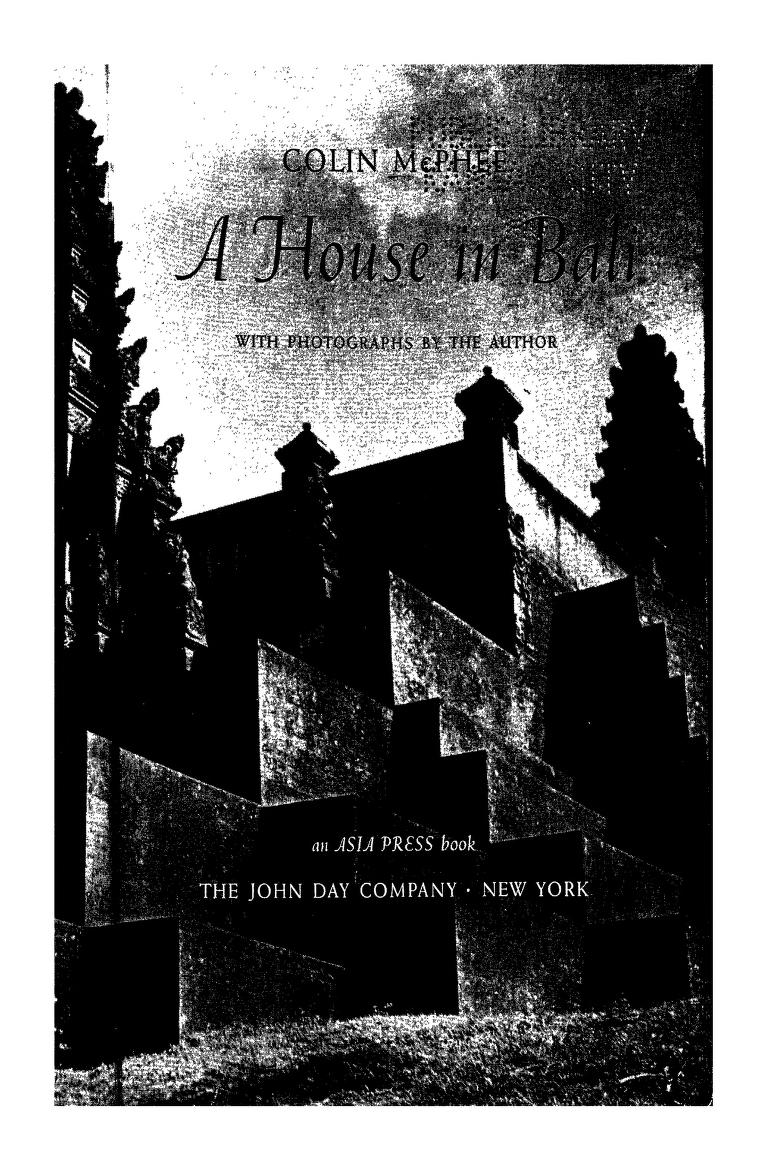 COLIN McPHEE
A House in Bali
WITH PHOTOGRAPHS BY THE AUTHOR
an ASIA PRESS book
THE JOHN DAY COMPANY · NEW YORK